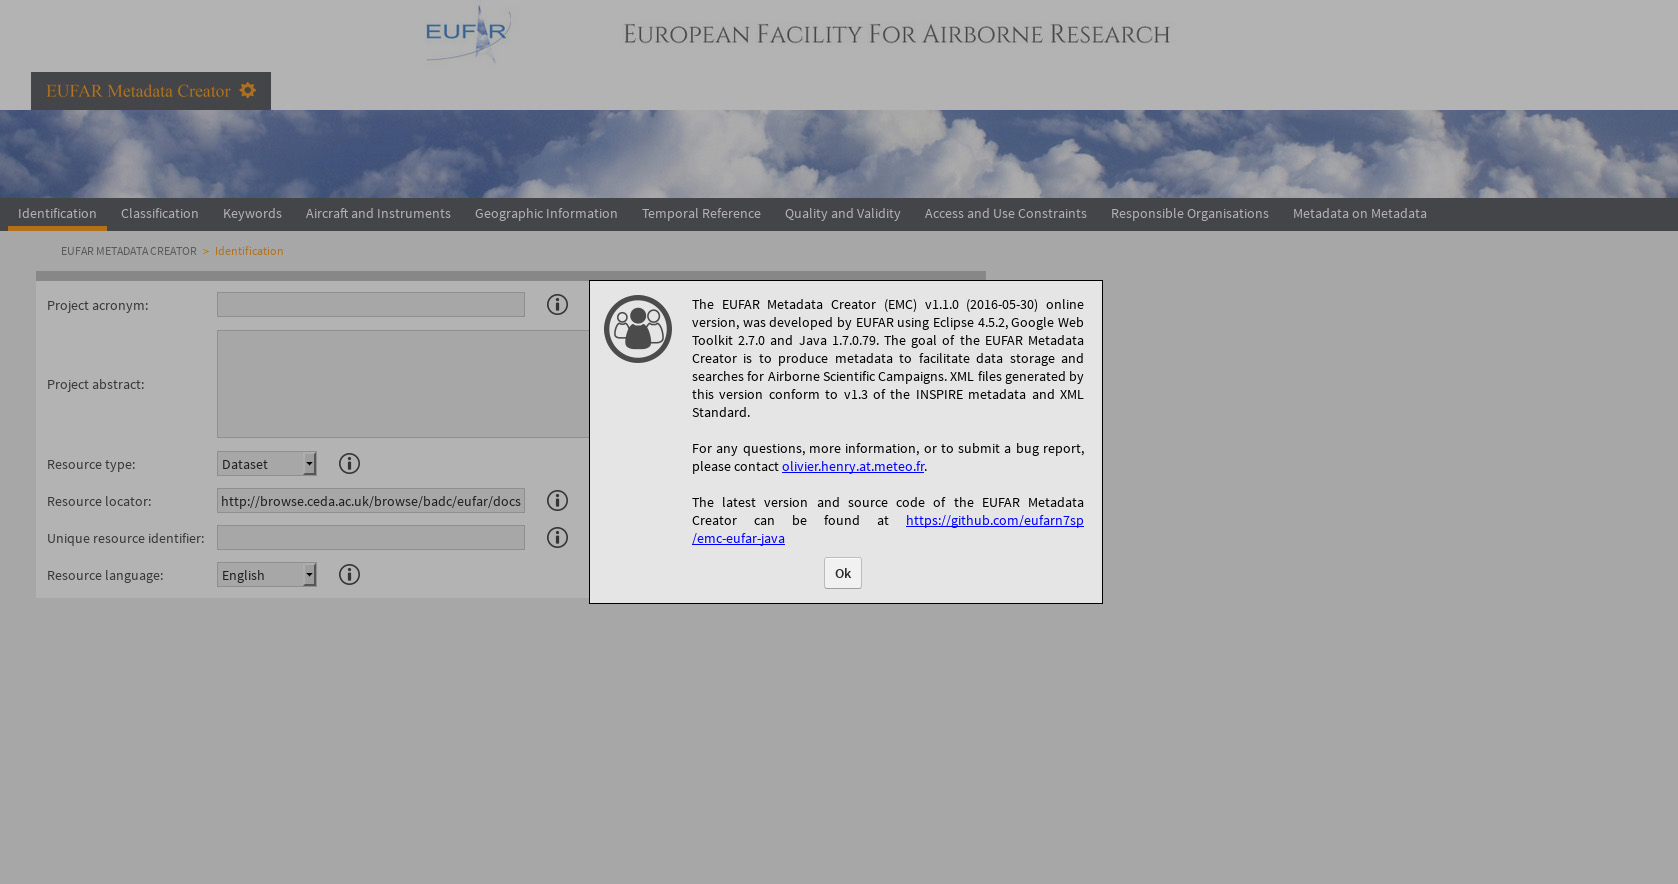 EUFAR
EUROPEAN FACILITY FOR AIRBORNE RESEARCH
EUFAR Metadata Creator
Identification Classification Keywords Aircraft and Instruments Geographic Information Temporal Reference Quality and Validity Access and Use Constraints Responsible Organisations Metadata on Metadata
EUFAR METADATA CREATOR > Identification
Project acronym:
Project abstract:
Resource type: Dataset
Resource locator: http://browse.ceda.ac.uk/browse/badc/eufar/docs
Unique resource identifier:
Resource language: English
The EUFAR Metadata Creator (EMC) v1.1.0 (2016-05-30) online
version, was developed by EUFAR using Eclipse 4.5.2, Google Web
Toolkit 2.7.0 and Java 1.7.0.79. The goal of the EUFAR Metadata
Creator is to produce metadata to facilitate data storage and
searches for Airborne Scientific Campaigns. XML files generated by
this version conform to v1.3 of the INSPIRE metadata and XML
Standard.
For any questions, more information, or to submit a bug report,
please contact olivier.henry.at.meteo.fr.
The latest version and source code of the EUFAR Metadata
Creator can be found at https://github.com/eufarn7sp
/emc-eufar-java
Ok